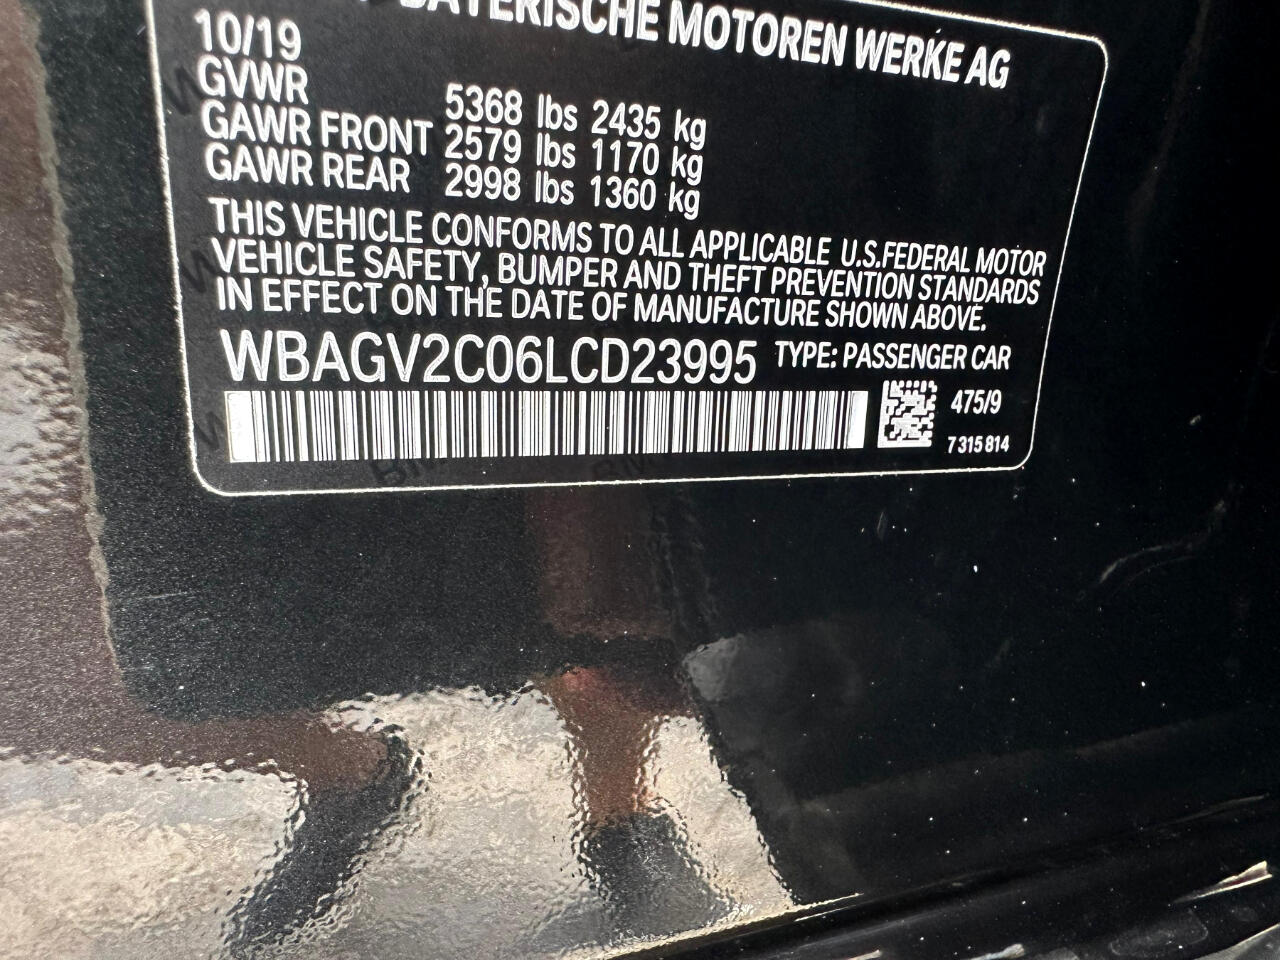 BAYERISCHE MOTOREN WERKE AG
10/19
GVWR 5368 lbs 2435 kg
GAWR FRONT 2579 lbs 1170 kg
GAWR REAR 2998 lbs 1360 kg
THIS VEHICLE CONFORMS TO ALL APPLICABLE U.S.FEDERAL MOTOR
VEHICLE SAFETY, BUMPER AND THEFT PREVENTION STANDARDS
IN EFFECT ON THE DATE OF MANUFACTURE SHOWN ABOVE.
WBAGV2C06LCD23995 TYPE: PASSENGER CAR
475/9
7 315 814